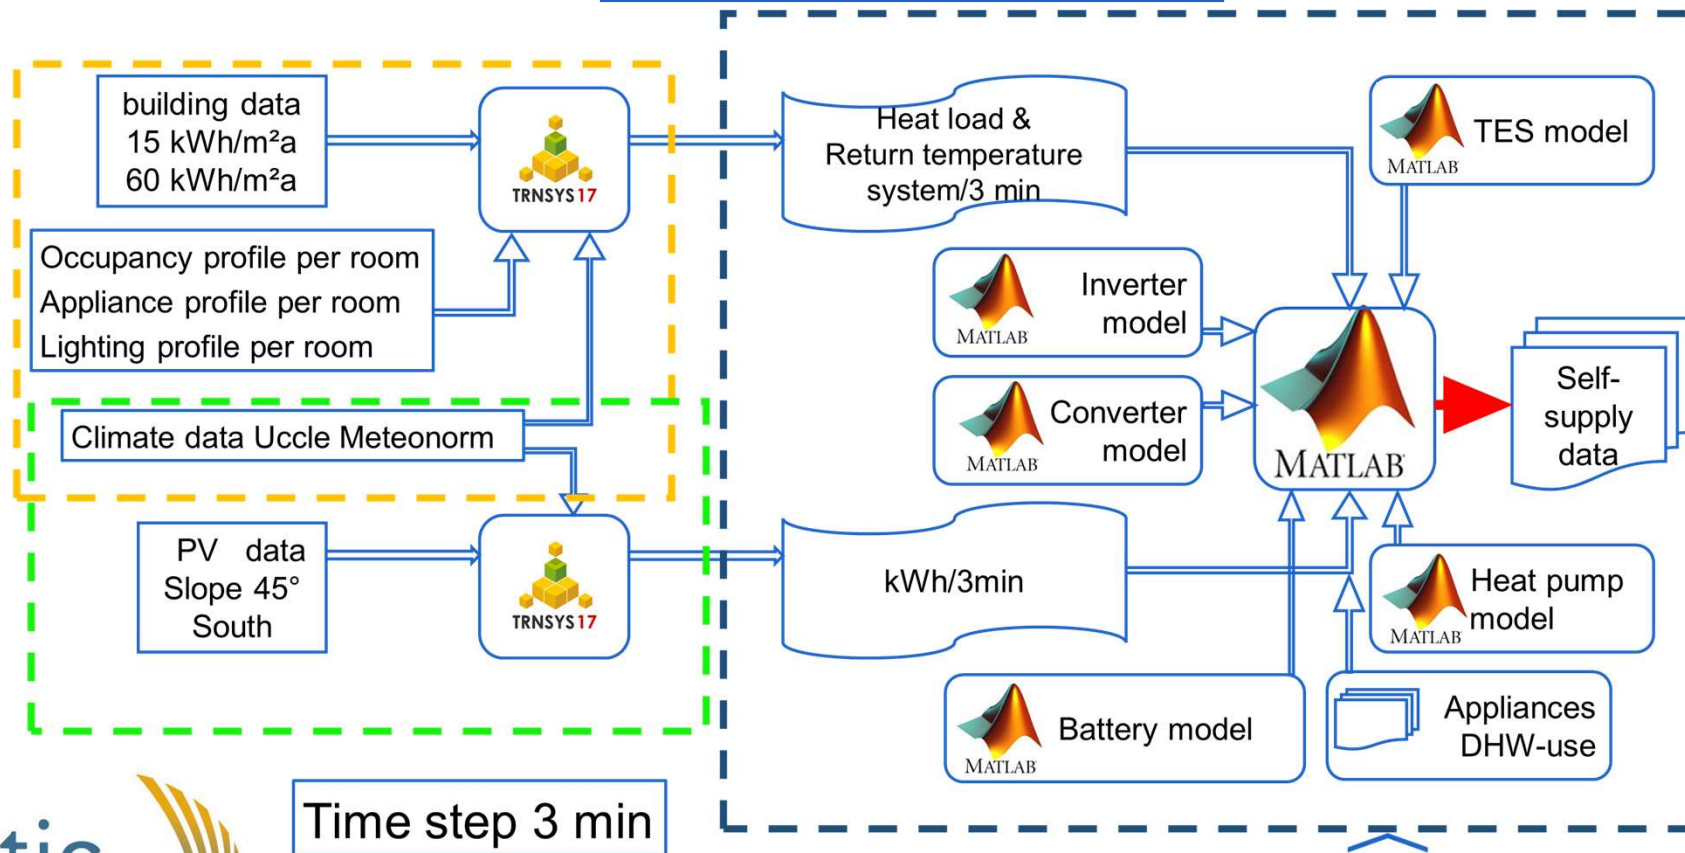 building data
15 kWh/m²a
60 kWh/m²a
TRNSYS17
Occupancy profile per room
Appliance profile per room
Lighting profile per room
Climate data Uccle Meteonorm
PV data
Slope 45°
South
TRNSYS17
Time step 3 min
tic
Heat load &
Return temperature
system/3 min
MATLAB
TES model
MATLAB
Inverter
model
MATLAB
Converter
model
MATLAB
Self-
supply
data
kWh/3min
MATLAB
Heat pump
model
MATLAB
Battery model
Appliances
DHW-use